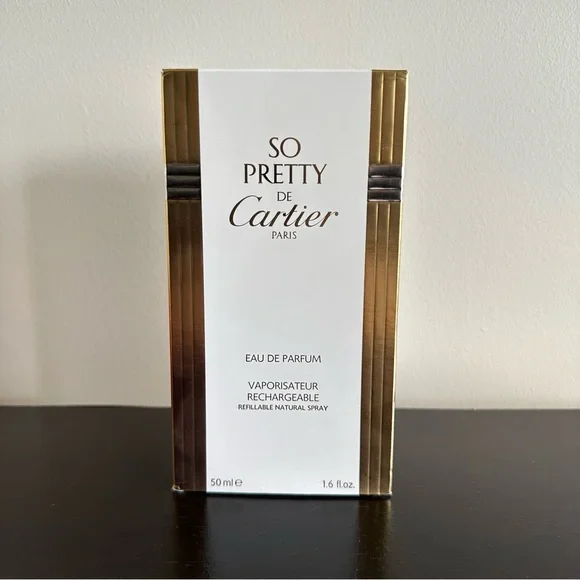 SO
PRETTY
DE
Cartier
PARIS
EAU DE PARFUM
VAPORISATEUR
RECHARGEABLE
REFILLABLE NATURAL SPRAY
50 ml ℮ 1.6 fl.oz.